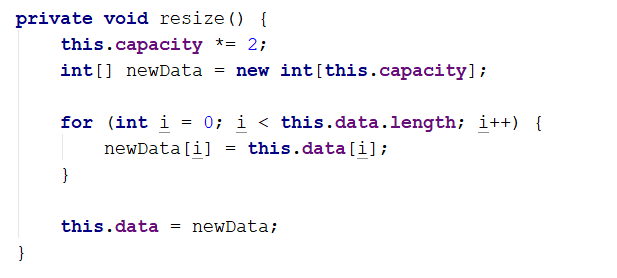 private void resize() {
    this.capacity *= 2;
    int[] newData = new int[this.capacity];

    for (int i = 0; i < this.data.length; i++) {
        newData[i] = this.data[i];
    }

    this.data = newData;
}